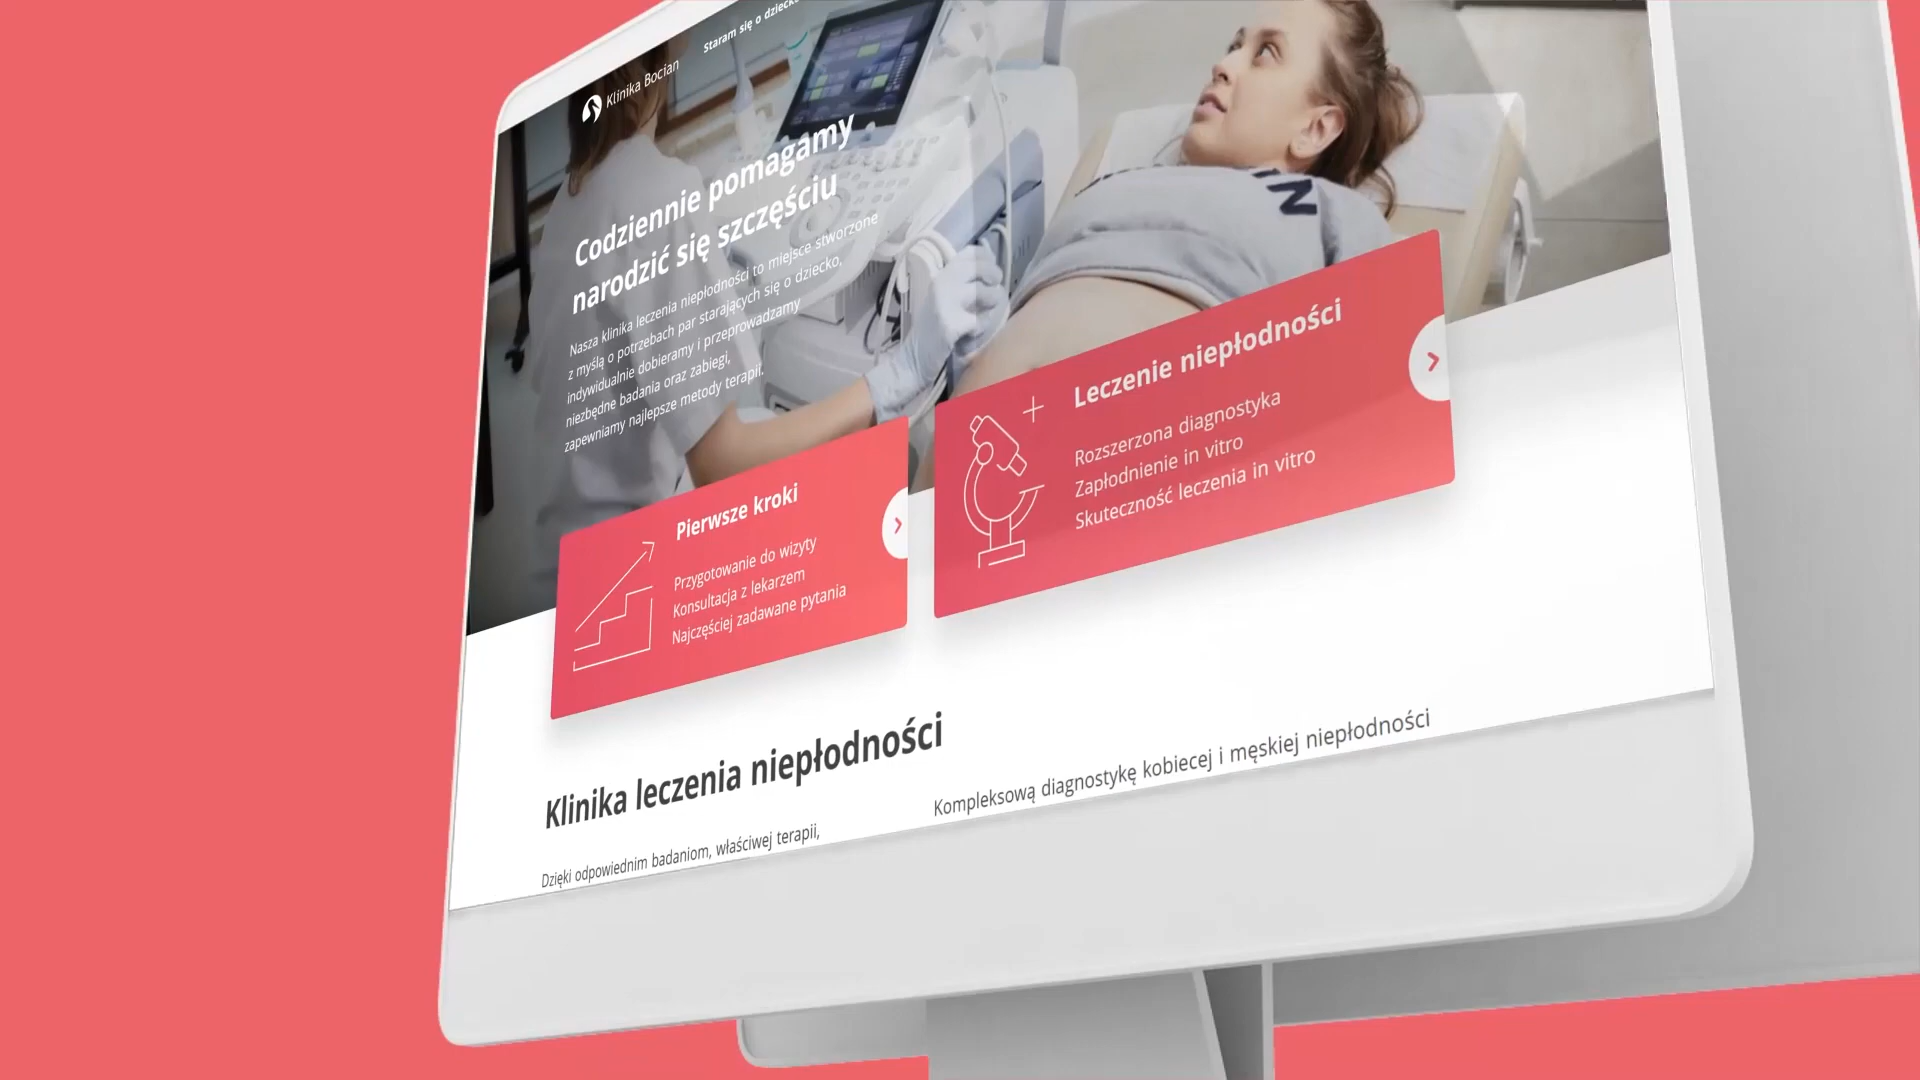 Staram się o dziecko
Klinika Bocian
Codziennie pomagamy
narodzić się szczęściu
Nasza klinika leczenia niepłodności to miejsce stworzone
z myślą o potrzebach par starających się o dziecko,
indywidualnie dobieramy i przeprowadzamy
niezbędne badania oraz zabiegi,
zapewniamy najlepsze metody terapii.
Pierwsze kroki
Przygotowanie do wizyty
Konsultacja z lekarzem
Najczęściej zadawane pytania
Leczenie niepłodności
Rozszerzona diagnostyka
Zapłodnienie in vitro
Skuteczność leczenia in vitro
Klinika leczenia niepłodności
Dzięki odpowiednim badaniom, właściwej terapii,
Kompleksową diagnostykę kobiecej i męskiej niepłodności